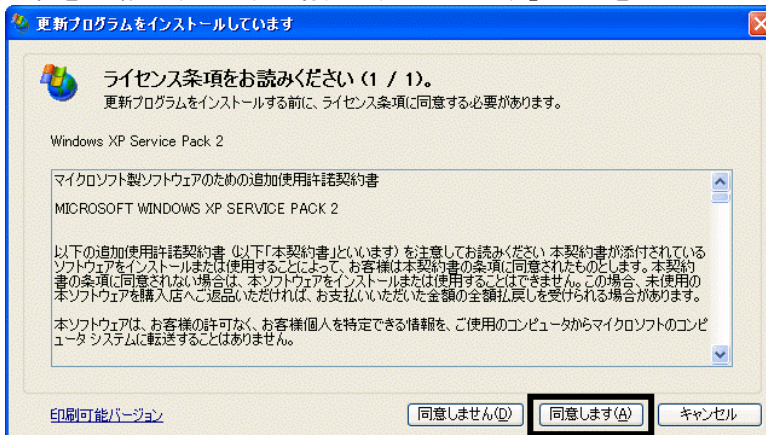 更新プログラムをインストールしています
ライセンス条項をお読みください (1 / 1)。
更新プログラムをインストールする前に、ライセンス条項に同意する必要があります。
Windows XP Service Pack 2
マイクロソフト製ソフトウェアのための追加使用許諾契約書
MICROSOFT WINDOWS XP SERVICE PACK 2
以下の追加使用許諾契約書 (以下「本契約書」といいます) を注意してお読みください 本契約書が添付されている
ソフトウェアをインストールまたは使用することによって、お客様は本契約書の条項に同意されたものとします。本契約
書の条項に同意されない場合は、本ソフトウェアをインストールまたは使用することはできません。この場合、未使用の
本ソフトウェアを購入店へご返品いただければ、お支払いいただいた金額の全額払戻しを受けられる場合があります。
本ソフトウェアは、お客様の許可なく、お客様個人を特定できる情報を、ご使用のコンピュータからマイクロソフトのコンピ
ュータ システムに転送することはありません。
印刷可能バージョン
同意しません(D)
同意します(A)
キャンセル